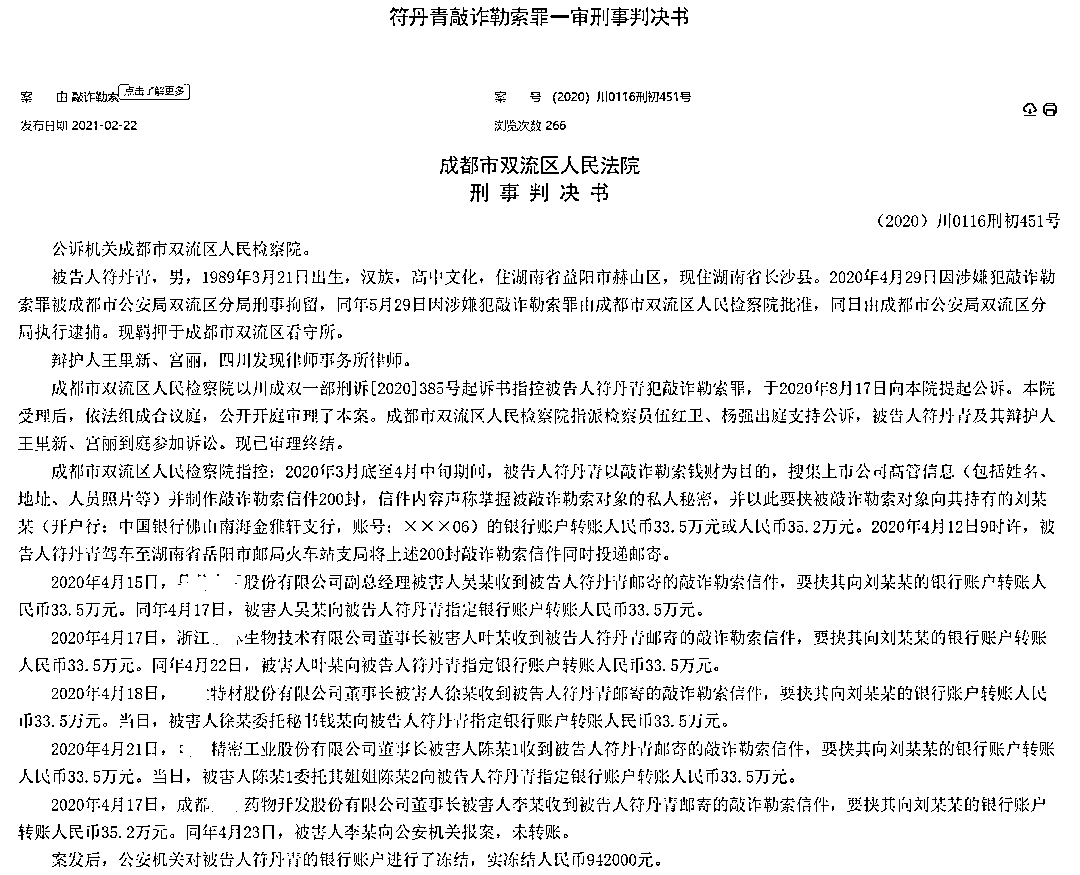 符丹青敲诈勒索罪一审刑事判决书
案 由 敲诈勒索 点击了解更多
案 号 (2020) 川0116刑初451号
发布日期 2021-02-22
浏览次数 266
成都市双流区人民法院
刑 事 判 决 书
(2020) 川0116刑初451号
公诉机关成都市双流区人民检察院。
被告人符丹青,男,1989年3月21日出生,汉族,高中文化,住湖南省益阳市赫山区,现住湖南省长沙县。2020年4月29日因涉嫌犯敲诈勒
索罪被成都市公安局双流区分局刑事拘留,同年5月29日因涉嫌犯敲诈勒索罪由成都市双流区人民检察院批准,同日由成都市公安局双流区分
局执行逮捕。现羁押于成都市双流区看守所。
辩护人王里新、宫丽,四川发现律师事务所律师。
成都市双流区人民检察院以川成双一部刑诉[2020]385号起诉书指控被告人符丹青犯敲诈勒索罪,于2020年8月17日向本院提起公诉。本院
受理后,依法组成合议庭,公开开庭审理了本案。成都市双流区人民检察院指派检察员伍红卫、杨强出庭支持公诉,被告人符丹青及其辩护人
王里新、宫丽到庭参加诉讼。现已审理终结。
成都市双流区人民检察院指控:2020年3月底至4月中旬期间,被告人符丹青以敲诈勒索钱财为目的,搜集上市公司高管信息(包括姓名、
地址、人员照片等)并制作敲诈勒索信件200封,信件内容声称掌握被敲诈勒索对象的私人秘密,并以此要挟被敲诈勒索对象向其持有的刘某
某(开户行:中国银行佛山南海金雅轩支行,账号:×××06)的银行账户转账人民币33.5万元或人民币35.2万元。2020年4月12日9时许,被
告人符丹青驾车至湖南省岳阳市邮局火车站支局将上述200封敲诈勒索信件同时投递邮寄。
2020年4月15日, 股份有限公司副总经理被害人吴某收到被告人符丹青邮寄的敲诈勒索信件,要挟其向刘某某的银行账户转账人
民币33.5万元。同年4月17日,被害人吴某向被告人符丹青指定银行账户转账人民币33.5万元。
2020年4月17日,浙江 生物技术有限公司董事长被害人叶某收到被告人符丹青邮寄的敲诈勒索信件,要挟其向刘某某的银行账户转账
人民币33.5万元。同年4月22日,被害人叶某向被告人符丹青指定银行账户转账人民币33.5万元。
2020年4月18日, 特材股份有限公司董事长被害人徐某收到被告人符丹青邮寄的敲诈勒索信件,要挟其向刘某某的银行账户转账人民
币33.5万元。当日,被害人徐某委托秘书钱某向被告人符丹青指定银行账户转账人民币33.5万元。
2020年4月21日, 精密工业股份有限公司董事长被害人陈某1收到被告人符丹青邮寄的敲诈勒索信件,要挟其向刘某某的银行账户转账
人民币33.5万元。当日,被害人陈某1委托其姐姐陈某2向被告人符丹青指定银行账户转账人民币33.5万元。
2020年4月17日,成都 药物开发股份有限公司董事长被害人李某收到被告人符丹青邮寄的敲诈勒索信件,要挟其向刘某某的银行账户
转账人民币35.2万元。同年4月23日,被害人李某向公安机关报案,未转账。
案发后,公安机关对被告人符丹青的银行账户进行了冻结,实冻结人民币942000元。